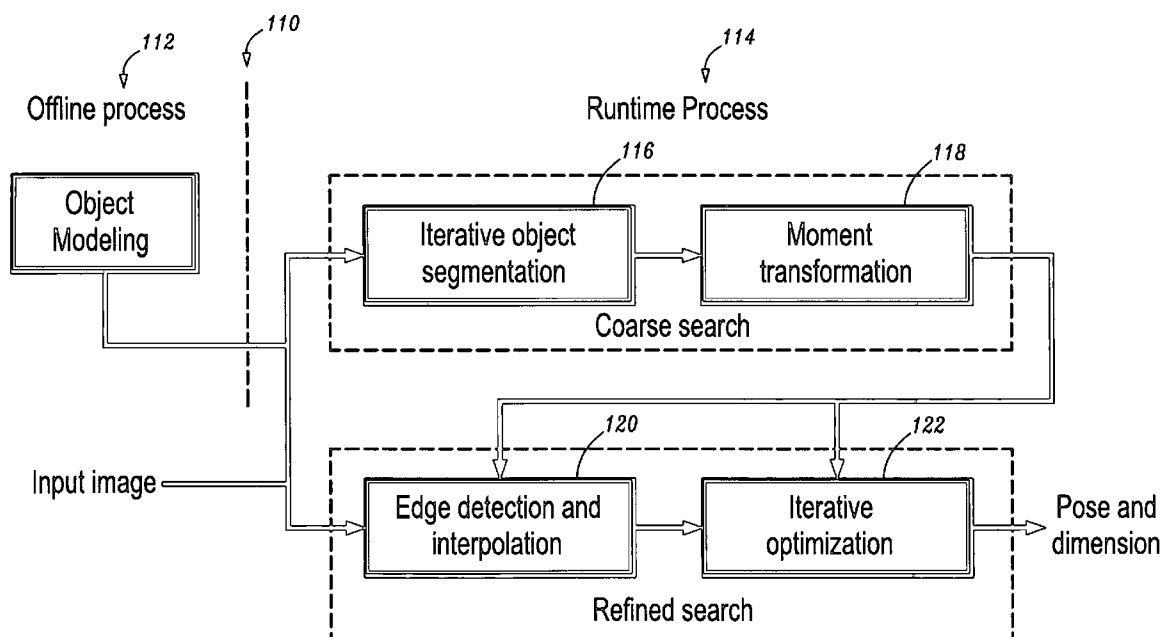 112
110
114
Offline process
Runtime Process
116
118
Object
Modeling
Iterative object
segmentation
Moment
transformation
Coarse search
120
122
Input image
Edge detection and
interpolation
Iterative
optimization
Pose and
dimension
Refined search